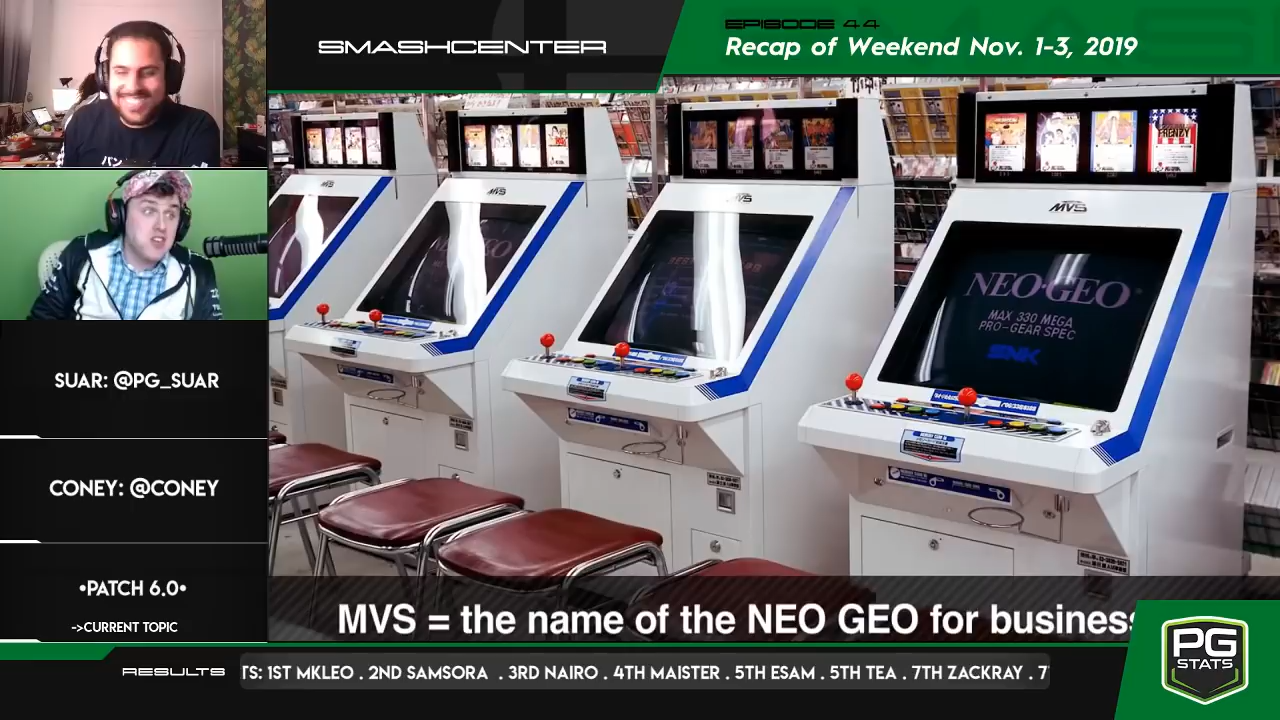 SMASHCENTER
EPISODE 44
Recap of Weekend Nov. 1-3, 2019
MVS
MVS
MVS
MVS
FRENZY
NEO·GEO
MAX 330 MEGA
PRO-GEAR SPEC
SNK
SUAR: @PG_SUAR
CONEY: @CONEY
•PATCH 6.0•
->CURRENT TOPIC
MVS = the name of the NEO GEO for business
PG
STATS
RESULTS
TS: 1ST MKLEO . 2ND SAMSORA . 3RD NAIRO . 4TH MAISTER . 5TH ESAM . 5TH TEA . 7TH ZACKRAY . 7